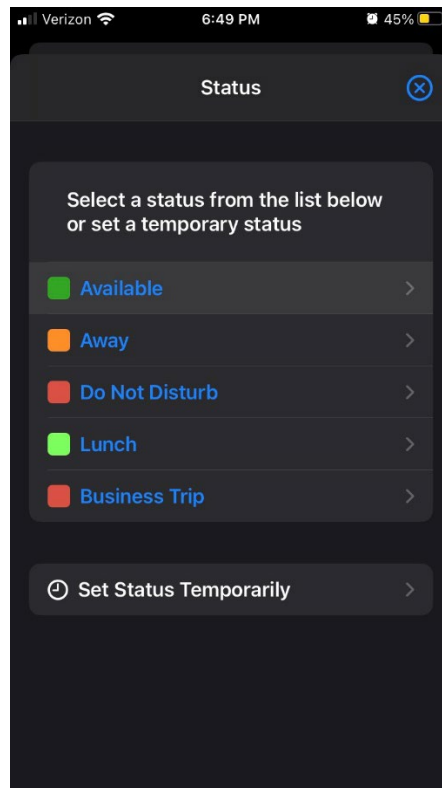 Verizon 6:49 PM 45%
Status
Select a status from the list below
or set a temporary status
Available
Away
Do Not Disturb
Lunch
Business Trip
Set Status Temporarily